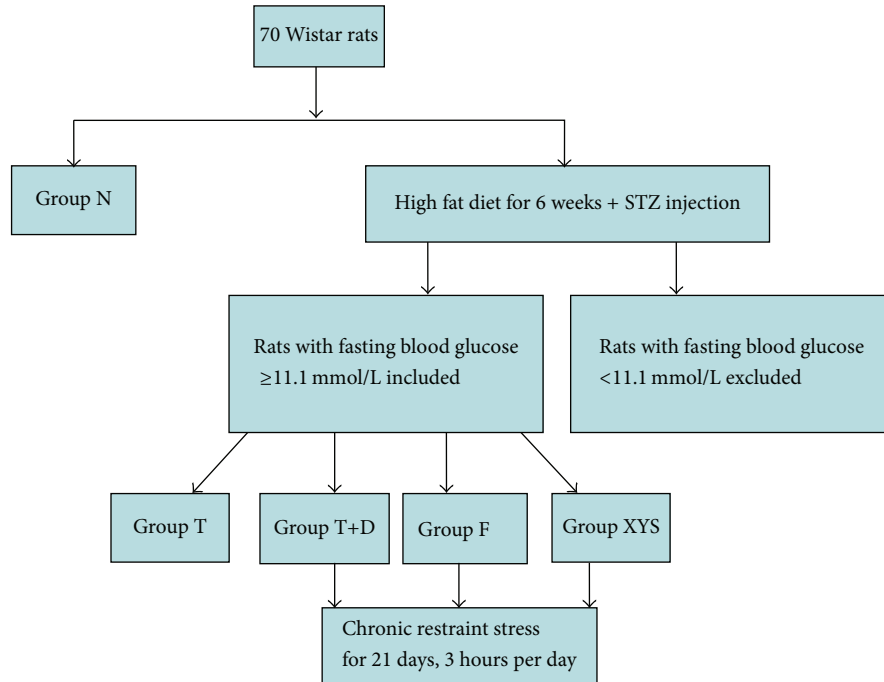 70 Wistar rats
Group N
High fat diet for 6 weeks + STZ injection
Rats with fasting blood glucose
≥11.1 mmol/L included
Rats with fasting blood glucose
<11.1 mmol/L excluded
Group T
Group T+D
Group F
Group XYS
Chronic restraint stress
for 21 days, 3 hours per day